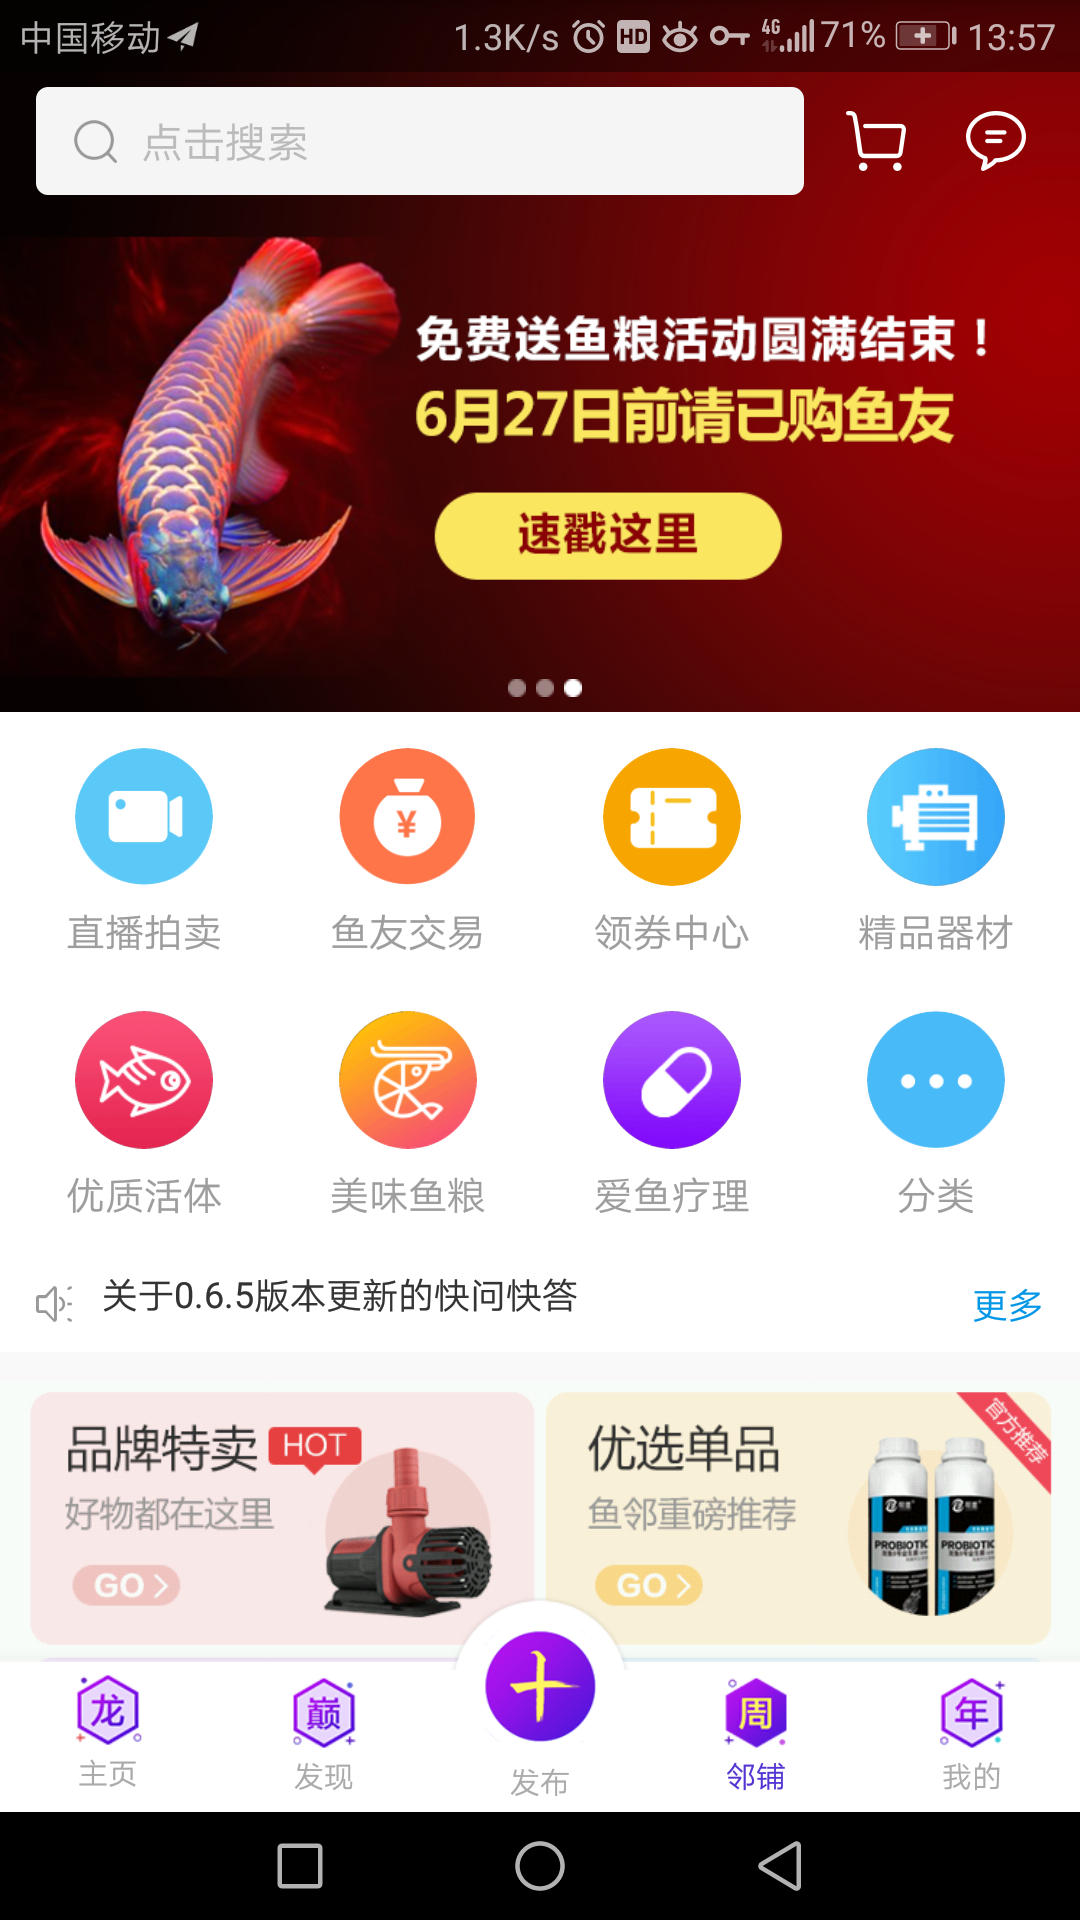 中国移动 1.3K/s HD 4G 71% 13:57
点击搜索
免费送鱼粮活动圆满结束！
6月27日前请已购鱼友
速戳这里
¥
直播拍卖 鱼友交易 领券中心 精品器材
优质活体 美味鱼粮 爱鱼疗理 分类
关于0.6.5版本更新的快问快答
更多
品牌特卖 HOT
好物都在这里
GO
优选单品
官方推荐
鱼邻重磅推荐
PROBIOTIC PROBIOTIC
GO
龙 巅 十 周 年
主页 发现 发布 邻铺 我的